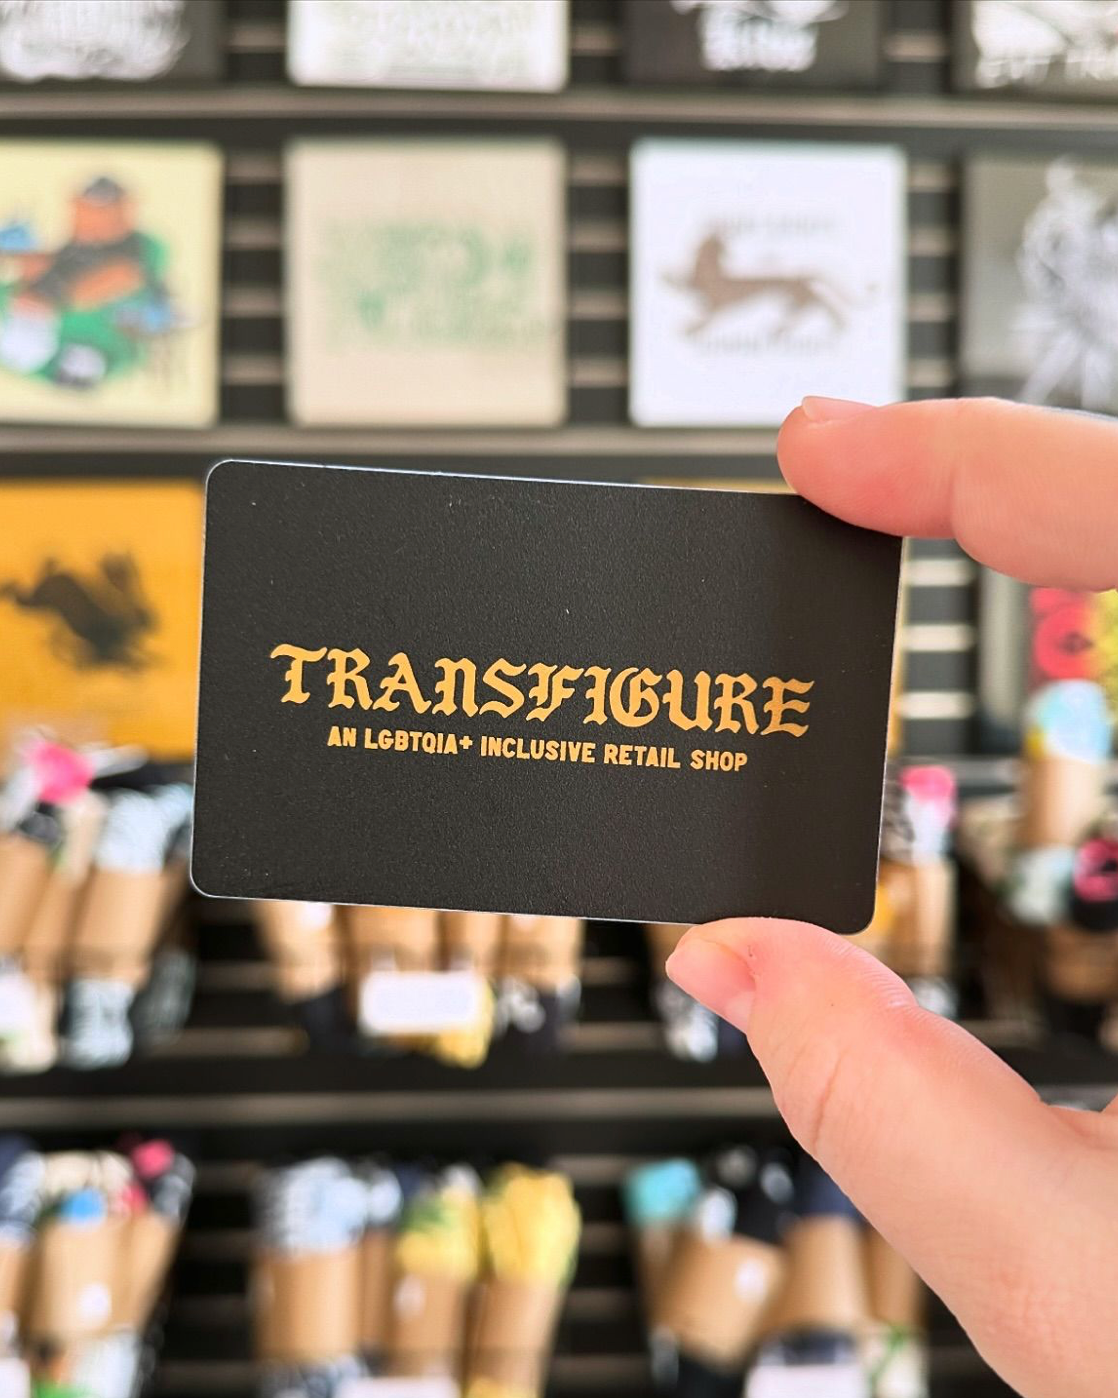 TRANSFIGURE
AN LGBTQIA+ INCLUSIVE RETAIL SHOP